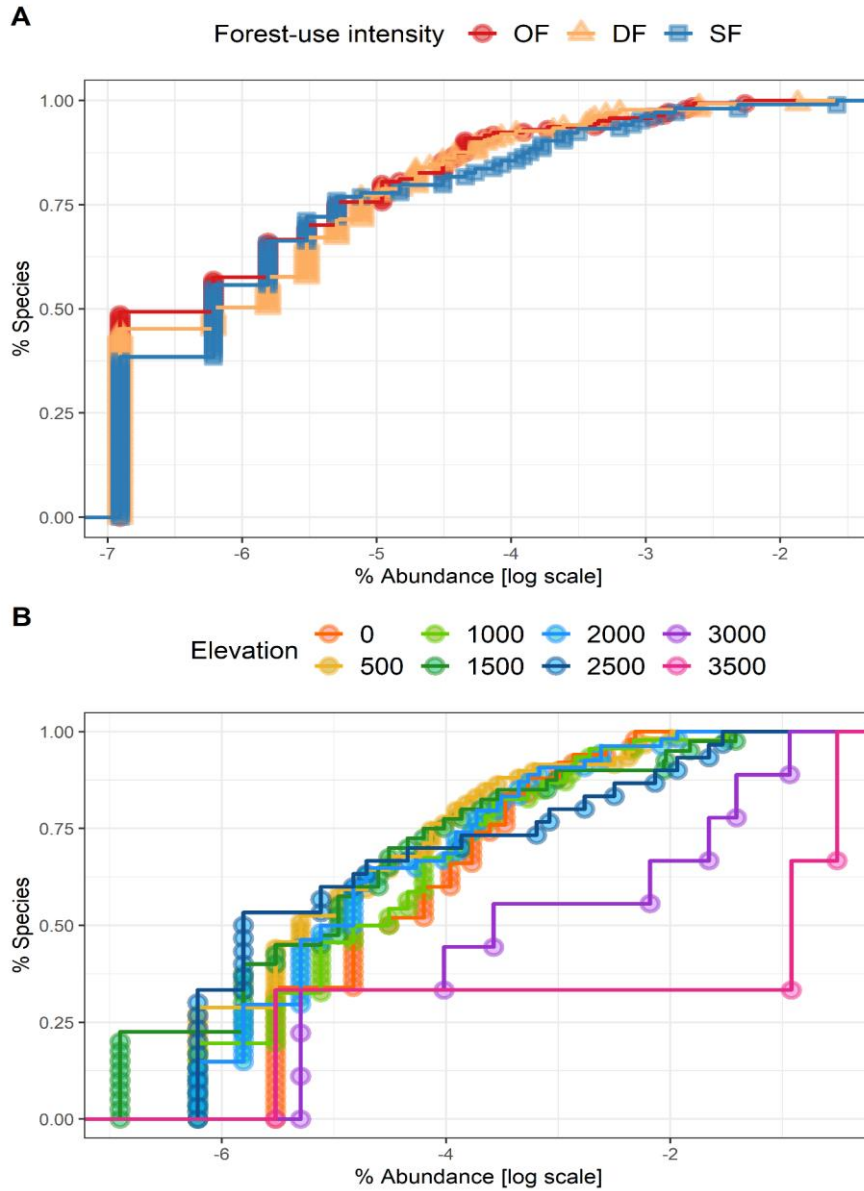 A
Forest-use intensity OF DF SF
1.00
0.75
0.50
0.25
0.00
% Species
-7 -6 -5 -4 -3 -2
% Abundance [log scale]
B
Elevation
0 1000 2000 3000
500 1500 2500 3500
1.00
0.75
0.50
0.25
0.00
% Species
-6 -4 -2
% Abundance [log scale]